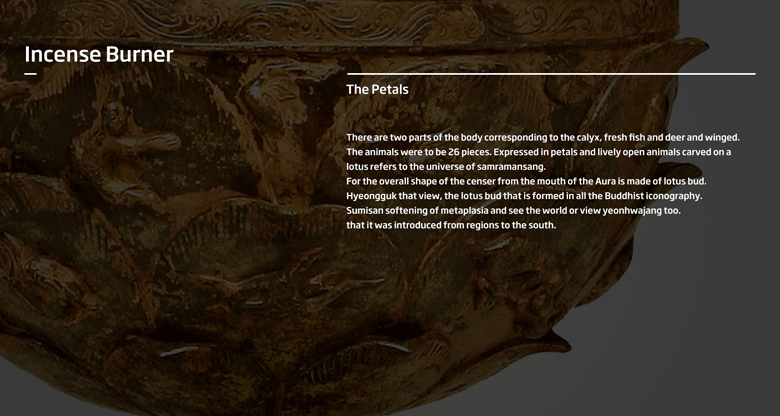 Incense Burner
The Petals
There are two parts of the body corresponding to the calyx, fresh fish and deer and winged.
The animals were to be 26 pieces. Expressed in petals and lively open animals carved on a
lotus refers to the universe of samramansang.
For the overall shape of the censer from the mouth of the Aura is made of lotus bud.
Hyeongguk that view, the lotus bud that is formed in all the Buddhist iconography.
Sumisan softening of metaplasia and see the world or view yeonhwajang too.
that it was introduced from regions to the south.